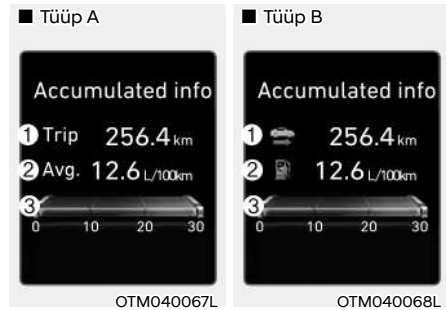 ■ Tüüp A
Accumulated info
① Trip 256.4 km
② Avg. 12.6 L/100km
③
0 10 20 30
OTM040067L
■ Tüüp B
Accumulated info
① 256.4 km
② 12.6 L/100km
③
0 10 20 30
OTM040068L